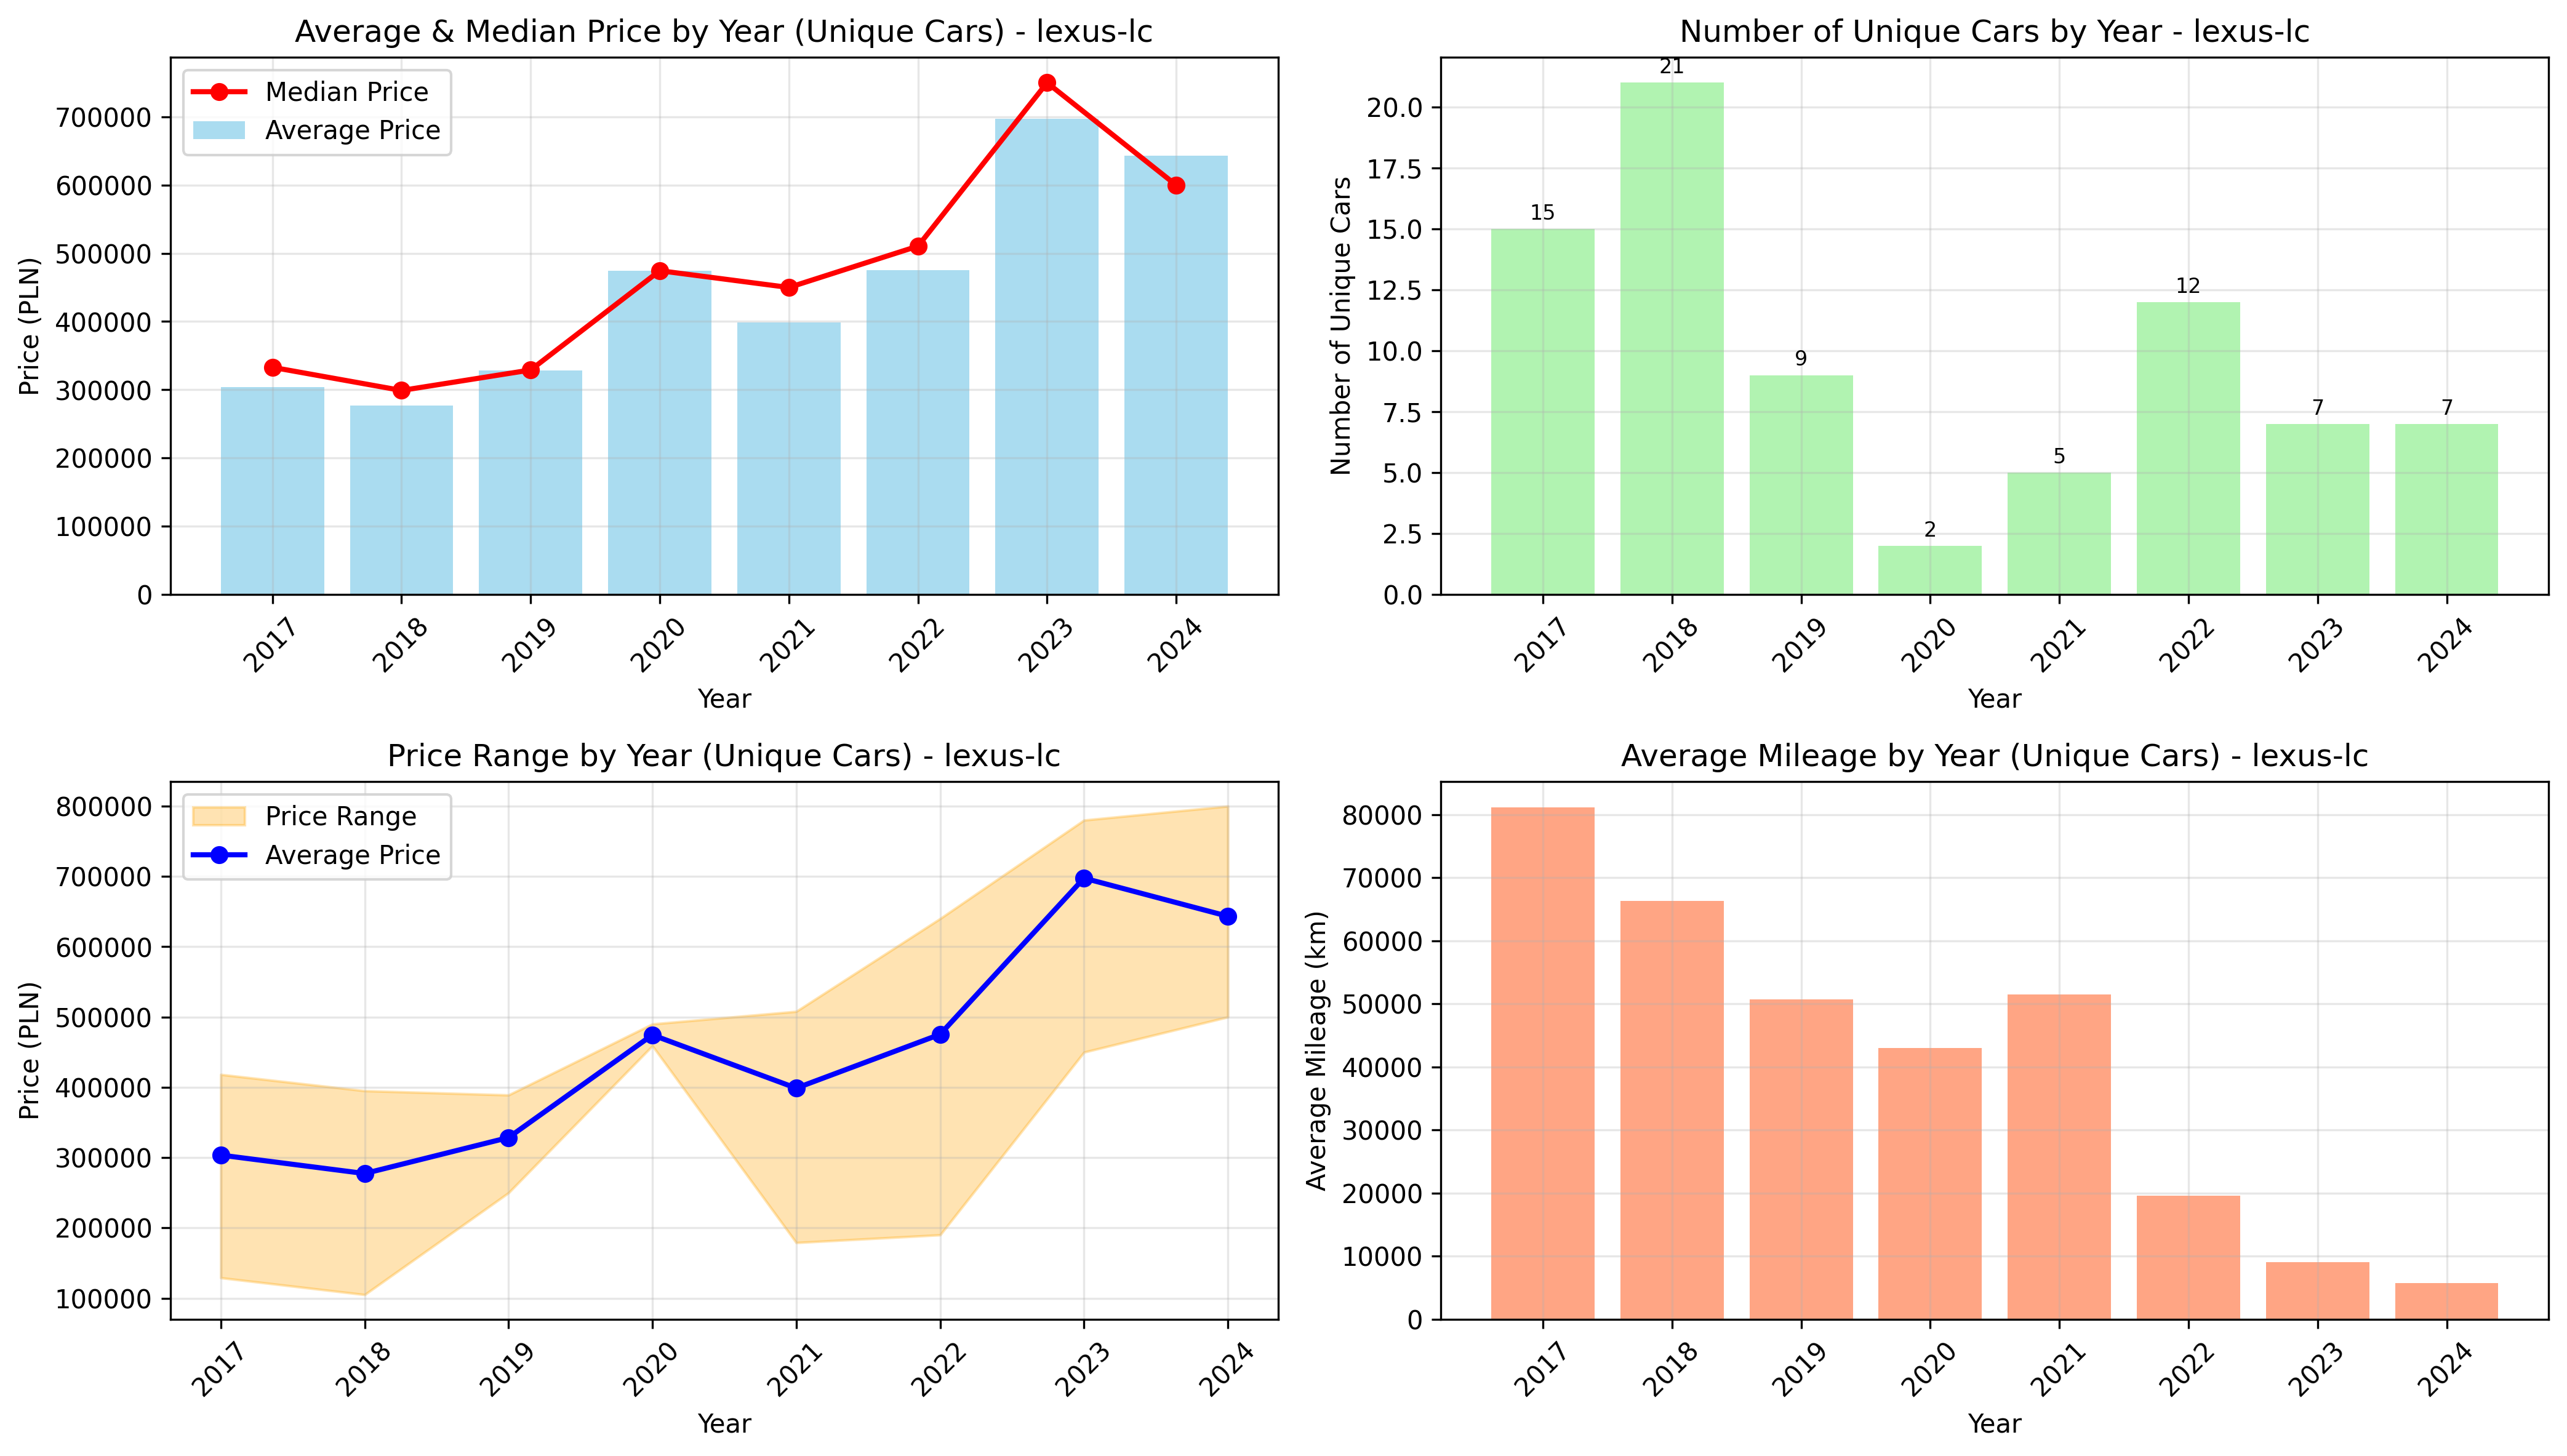 Average & Median Price by Year (Unique Cars) - lexus-lc
Median Price
Average Price
Price (PLN)
700000
600000
500000
400000
300000
200000
100000
0
2017 2018 2019 2020 2021 2022 2023 2024
Year
Number of Unique Cars by Year - lexus-lc
Number of Unique Cars
20.0
17.5
15.0
12.5
10.0
7.5
5.0
2.5
0.0
15 21 9 2 5 12 7 7
2017 2018 2019 2020 2021 2022 2023 2024
Year
Price Range by Year (Unique Cars) - lexus-lc
Price Range
Average Price
Price (PLN)
800000
700000
600000
500000
400000
300000
200000
100000
2017 2018 2019 2020 2021 2022 2023 2024
Year
Average Mileage by Year (Unique Cars) - lexus-lc
Average Mileage (km)
80000
70000
60000
50000
40000
30000
20000
10000
0
2017 2018 2019 2020 2021 2022 2023 2024
Year